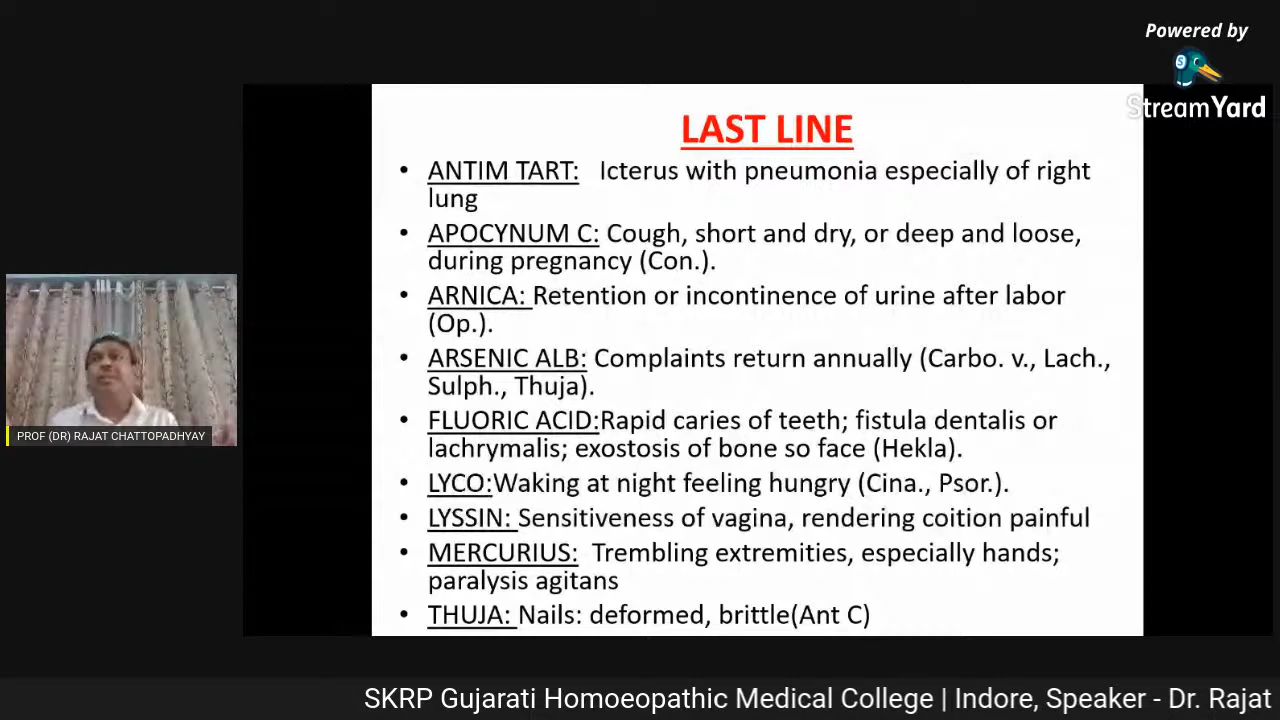 Powered by
StreamYard
LAST LINE
• ANTIM TART: Icterus with pneumonia especially of right
lung
• APOCYNUM C: Cough, short and dry, or deep and loose,
during pregnancy (Con.).
• ARNICA: Retention or incontinence of urine after labor
(Op.).
• ARSENIC ALB: Complaints return annually (Carbo. v., Lach.,
Sulph., Thuja).
• FLUORIC ACID:Rapid caries of teeth; fistula dentalis or
lachrymalis; exostosis of bone so face (Hekla).
• LYCO:Waking at night feeling hungry (Cina., Psor.).
• LYSSIN: Sensitiveness of vagina, rendering coition painful
• MERCURIUS: Trembling extremities, especially hands;
paralysis agitans
• THUJA: Nails: deformed, brittle(Ant C)
PROF (DR) RAJAT CHATTOPADHYAY
SKRP Gujarati Homoeopathic Medical College | Indore, Speaker - Dr. Rajat